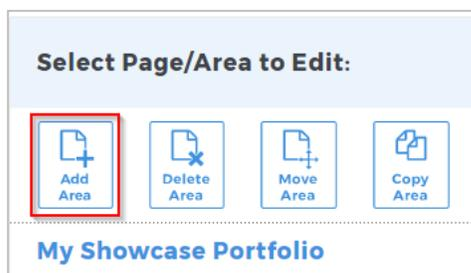 Select Page/Area to Edit:
Add Area
Delete Area
Move Area
Copy Area
My Showcase Portfolio